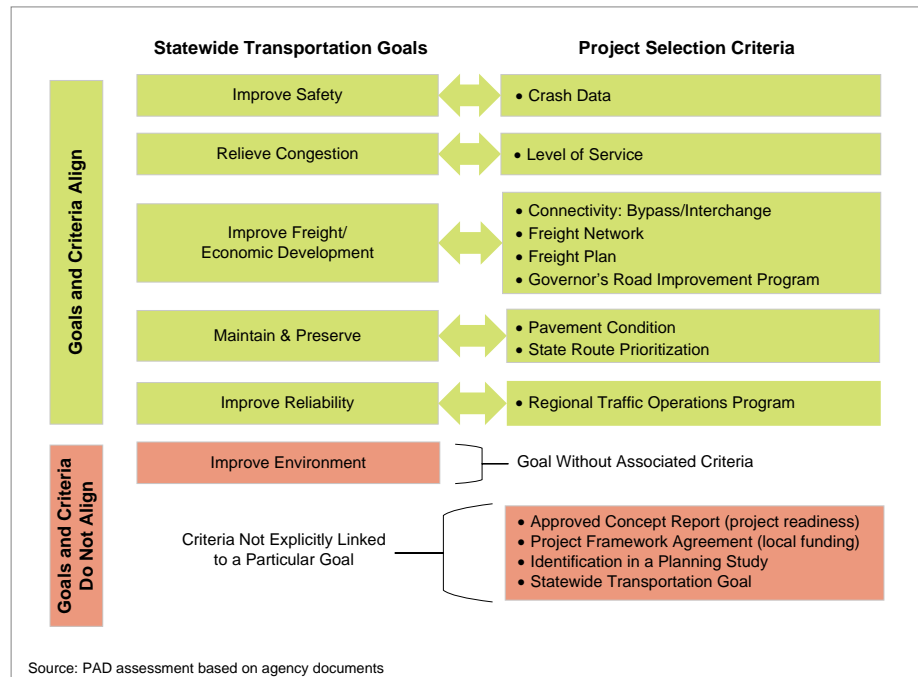 Statewide Transportation Goals
Project Selection Criteria
Goals and Criteria Align
Improve Safety
• Crash Data
Relieve Congestion
• Level of Service
Improve Freight/
Economic Development
• Connectivity: Bypass/Interchange
• Freight Network
• Freight Plan
• Governor's Road Improvement Program
Maintain & Preserve
• Pavement Condition
• State Route Prioritization
Improve Reliability
• Regional Traffic Operations Program
Goals and Criteria
Do Not Align
Improve Environment
Goal Without Associated Criteria
Criteria Not Explicitly Linked
to a Particular Goal
• Approved Concept Report (project readiness)
• Project Framework Agreement (local funding)
• Identification in a Planning Study
• Statewide Transportation Goal
Source: PAD assessment based on agency documents